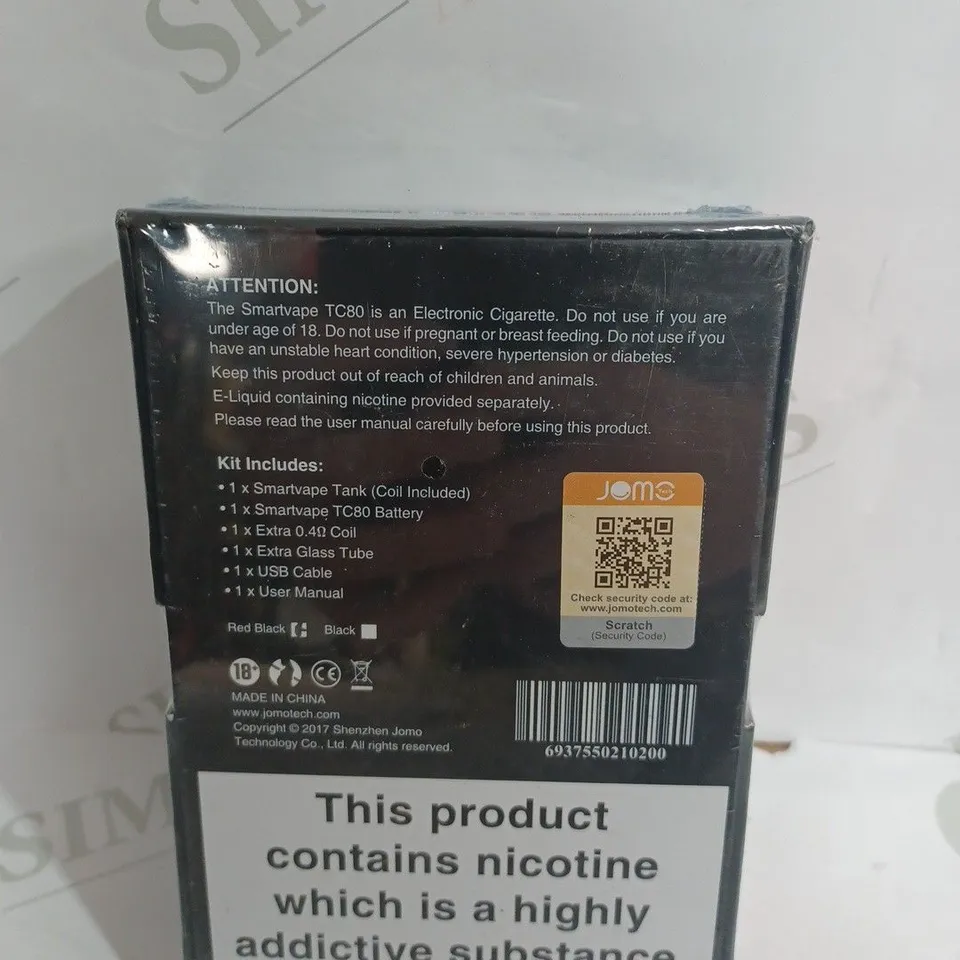 ATTENTION:
The Smartvape TC80 is an Electronic Cigarette. Do not use if you are
under age of 18. Do not use if pregnant or breast feeding. Do not use if you
have an unstable heart condition, severe hypertension or diabetes.
Keep this product out of reach of children and animals.
E-Liquid containing nicotine provided separately.
Please read the user manual carefully before using this product.
Kit Includes:
• 1 x Smartvape Tank (Coil Included)
• 1 x Smartvape TC80 Battery
• 1 x Extra 0.4Ω Coil
• 1 x Extra Glass Tube
• 1 x USB Cable
• 1 x User Manual
Red Black Black
JOMO Tech
Check security code at:
www.jomotech.com
Scratch
(Security Code)
18+ CE
MADE IN CHINA
www.jomotech.com
Copyright © 2017 Shenzhen Jomo
Technology Co., Ltd. All rights reserved.
6937550210200
This product
contains nicotine
which is a highly
addictive substance